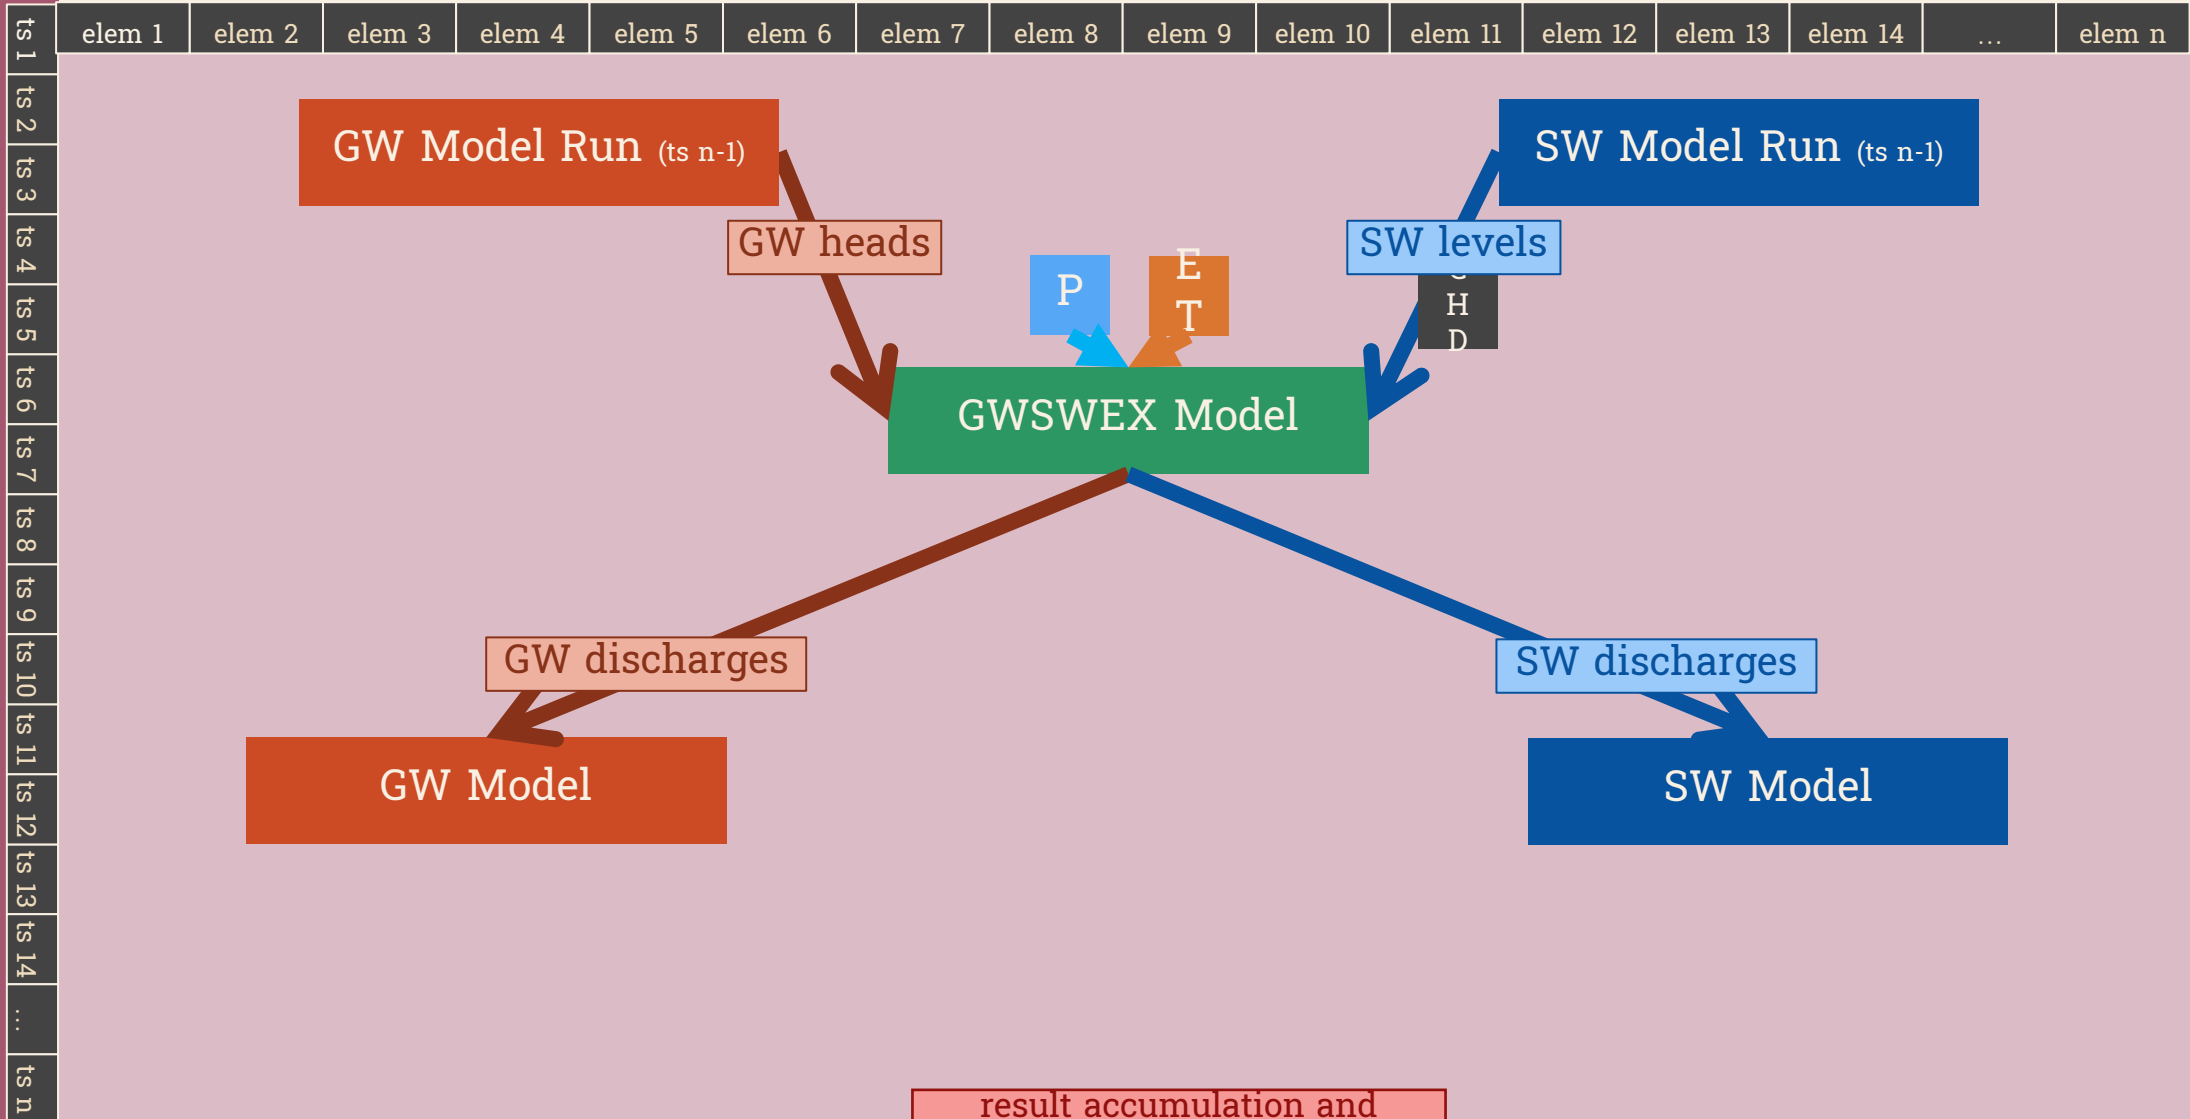 elem 1
elem 2
elem 3
elem 4
elem 5
elem 6
elem 7
elem 8
elem 9
elem 10
elem 11
elem 12
elem 13
elem 14
...
elem n
ts 1
ts 2
ts 3
ts 4
ts 5
ts 6
ts 7
ts 8
ts 9
ts 10
ts 11
ts 12
ts 13
ts 14
...
ts n
GW Model Run (ts n-1)
SW Model Run (ts n-1)
GW heads
SW levels
P
E
T
H
D
GWSWEX Model
GW discharges
SW discharges
GW Model
SW Model
result accumulation and